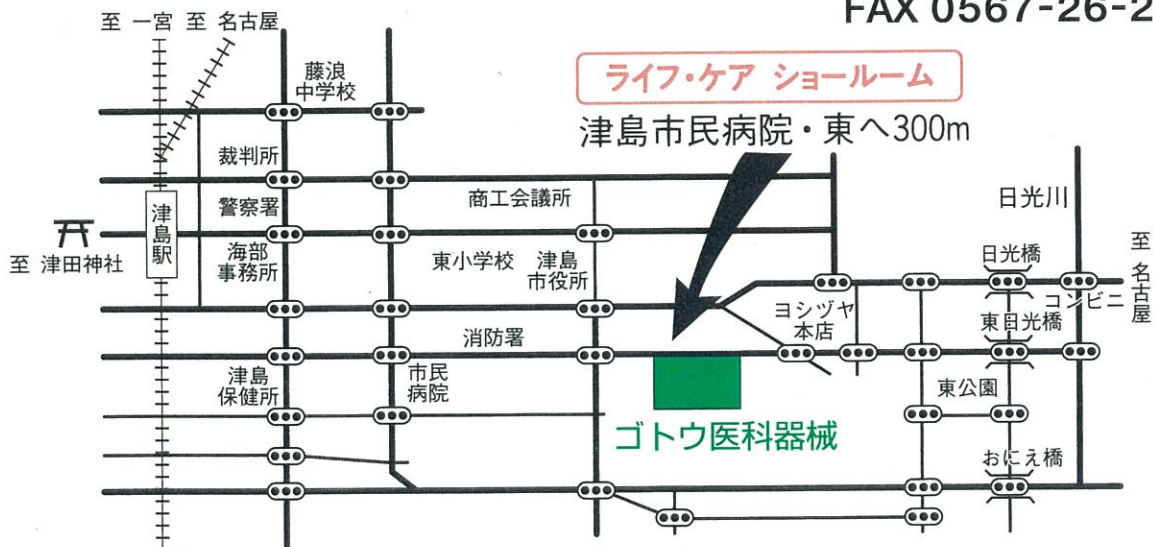 FAX 0567-26-2
至 一宮 至 名古屋
ライフ・ケア ショールーム
津島市民病院・東へ300m
藤浪
中学校
裁判所
警察署
商工会議所
日光川
津島駅
至 津田神社
海部
事務所
東小学校
津島
市役所
日光橋
至 名古屋
コンビニ
ヨシヅヤ
本店
東日光橋
消防署
津島
保健所
市民
病院
東公園
ゴトウ医科器械
おにえ橋